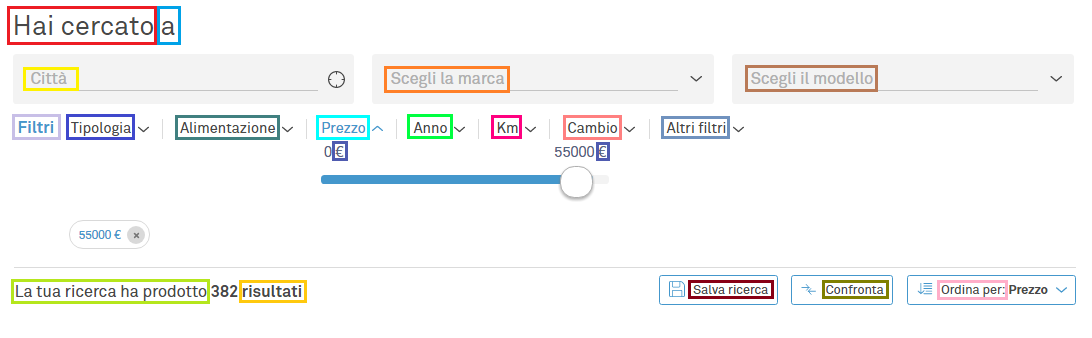 Hai cercato a
Città Scegli la marca Scegli il modello
Filtri Tipologia Alimentazione Prezzo Anno Km Cambio Altri filtri
0 € 55000 €
55000 €
La tua ricerca ha prodotto 382 risultati Salva ricerca Confronta Ordina per: Prezzo